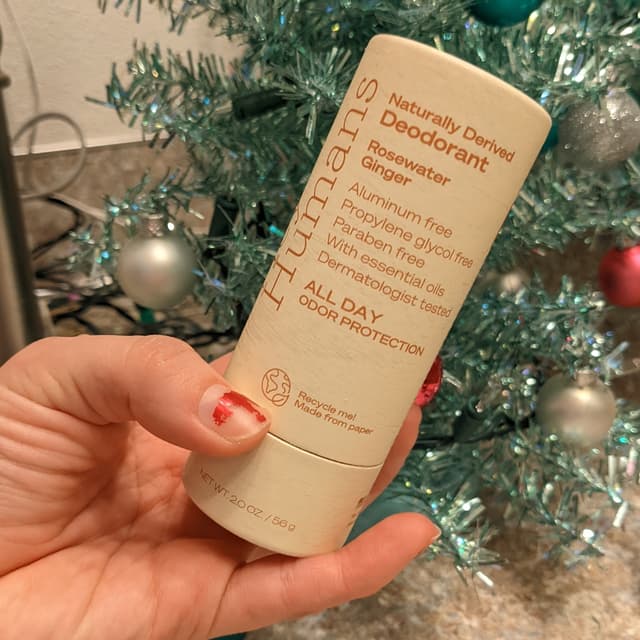 Humans
Naturally Derived
Deodorant
Rosewater
Ginger
Aluminum free
Propylene glycol free
Paraben free
With essential oils
Dermatologist tested
ALL DAY
ODOR PROTECTION
Recycle me!
Made from paper
NET WT. 2.0 OZ. / 56 g